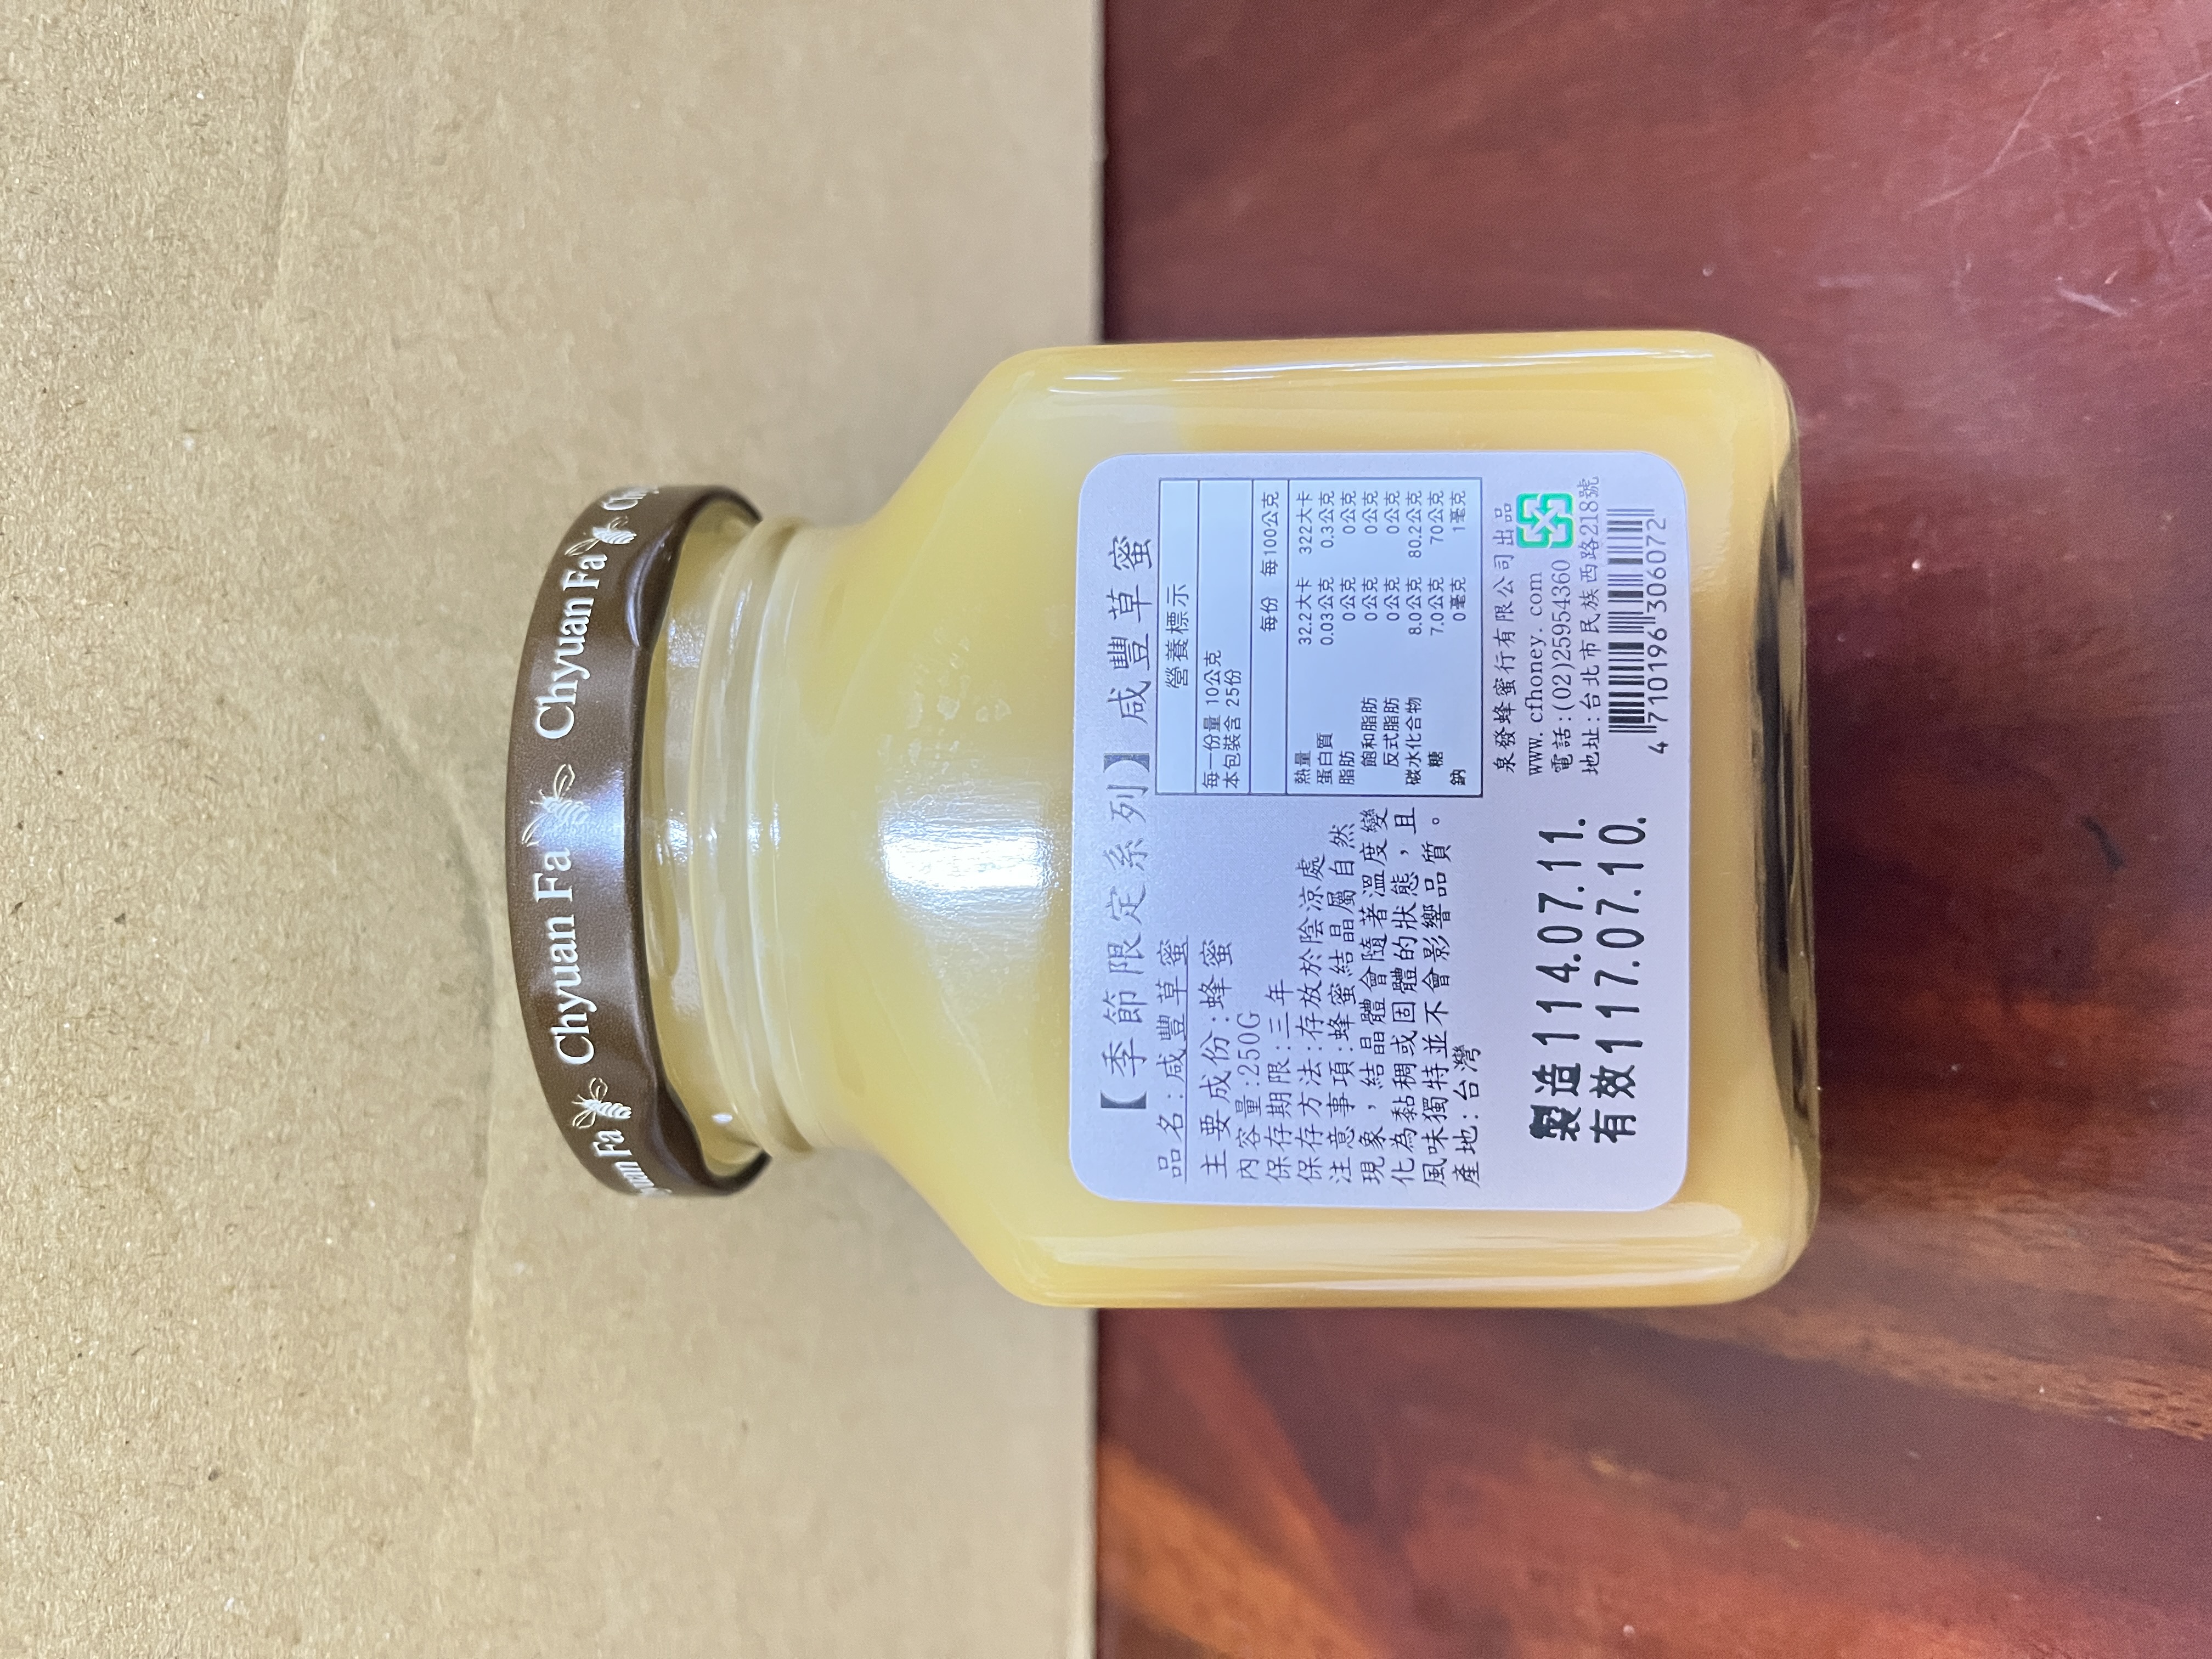 Chyuan Fa Chyuan Fa
【季節限定系列】咸豐草蜜
品名:咸豐草蜜
主要成份:蜂蜜
內容量:250G
保存期限:三年
保存方法:存放於陰涼處
注意事項:蜂蜜結晶屬自然
現象，結晶體會隨著溫度變
化為黏稠或固體的狀態，且
風味獨特並不會影響品質。
產地:台灣
營養標示
每一份量 10公克
本包裝含 25份
每份 每100公克
熱量 32.2大卡 322大卡
蛋白質 0.03公克 0.3公克
脂肪 0公克 0公克
飽和脂肪 0公克 0公克
反式脂肪 0公克 0公克
碳水化合物 8.0公克 80.2公克
糖 7.0公克 70公克
鈉 0毫克 1毫克
泉發蜂蜜行有限公司出品
www.cfhoney.com
電話:(02)25954360
地址:台北市民族西路218號
4 710196 306072
製造114.07.11.
有效117.07.10.